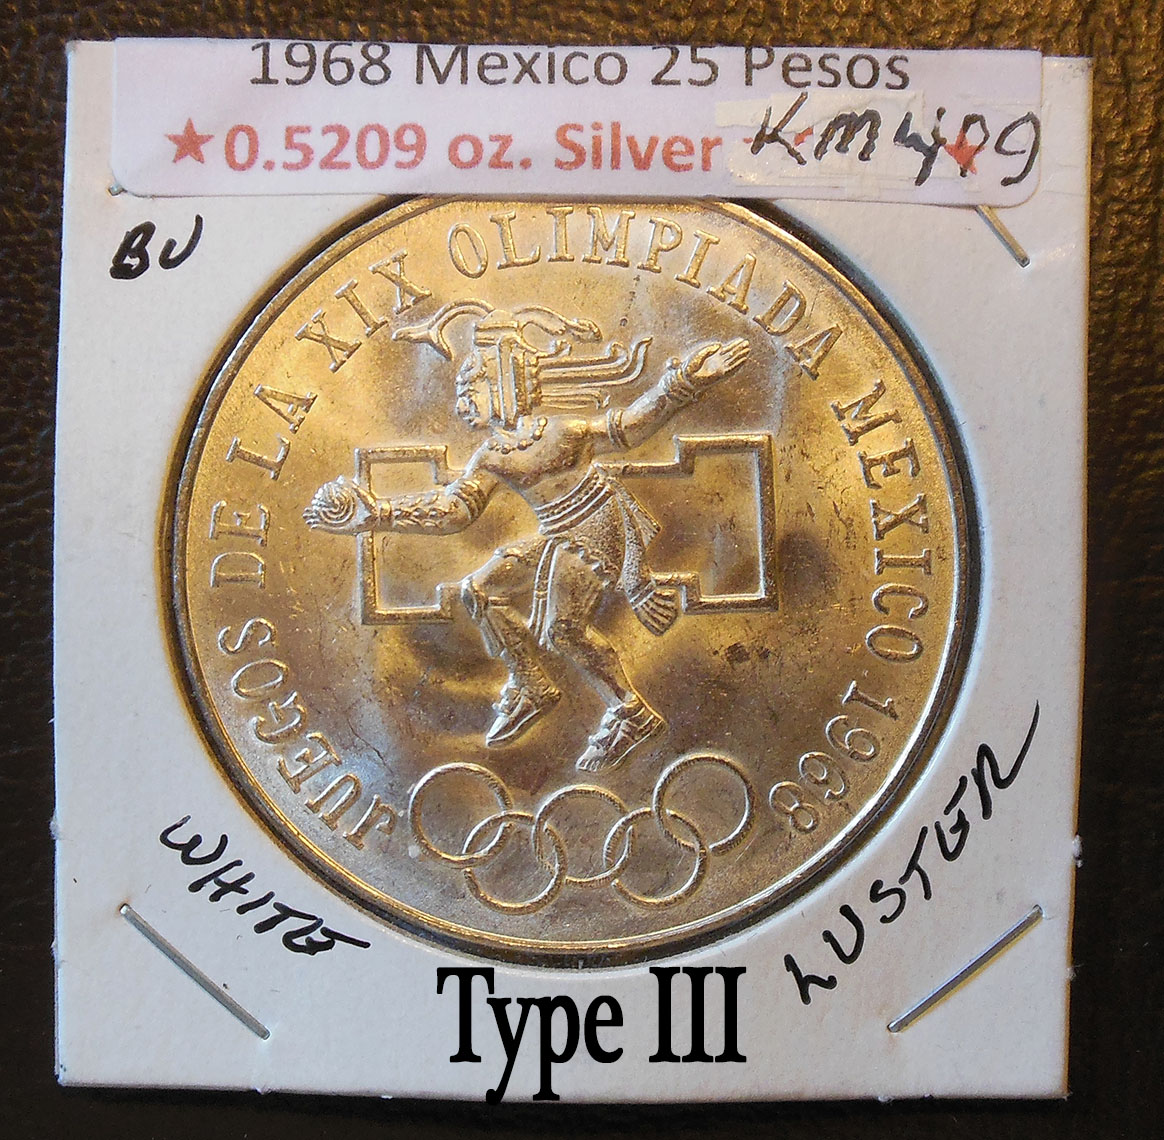 1968 Mexico 25 Pesos
★0.5209 oz. Silver
BU
JUEGOS DE LA XIX OLIMPIADA MEXICO 1968
WHITE
LUSTER
Type III